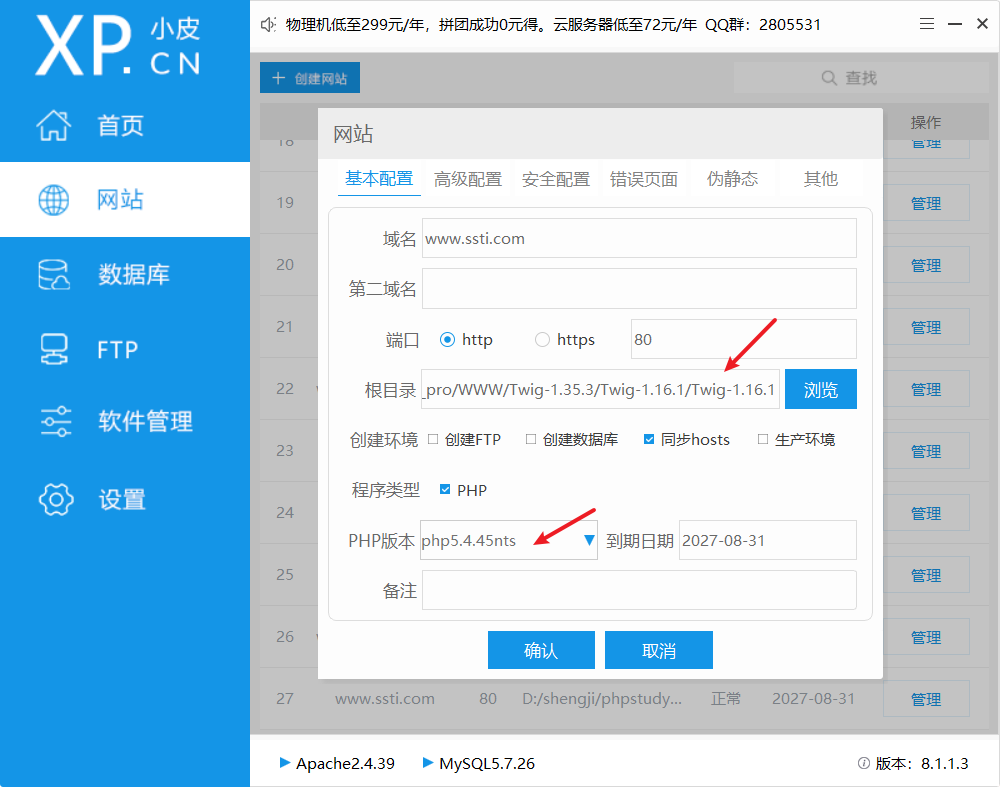 XP. 小皮 CN
物理机低至299元/年，拼团成功0元得。云服务器低至72元/年 QQ群：2805531
首页
网站
数据库
FTP
软件管理
设置
创建网站
查找
操作
18 管理
19 管理
20 管理
21 管理
22 管理
23 管理
24 管理
25 管理
26 管理
27 www.ssti.com 80 D:/shengji/phpstudy... 正常 2027-08-31 管理
网站
基本配置 高级配置 安全配置 错误页面 伪静态 其他
域名 www.ssti.com
第二域名
端口 http https 80
根目录 _pro/WWW/Twig-1.35.3/Twig-1.16.1/Twig-1.16.1 浏览
创建环境 创建FTP 创建数据库 同步hosts 生产环境
程序类型 PHP
PHP版本 php5.4.45nts 到期日期 2027-08-31
备注
确认 取消
Apache2.4.39 MySQL5.7.26 版本：8.1.1.3